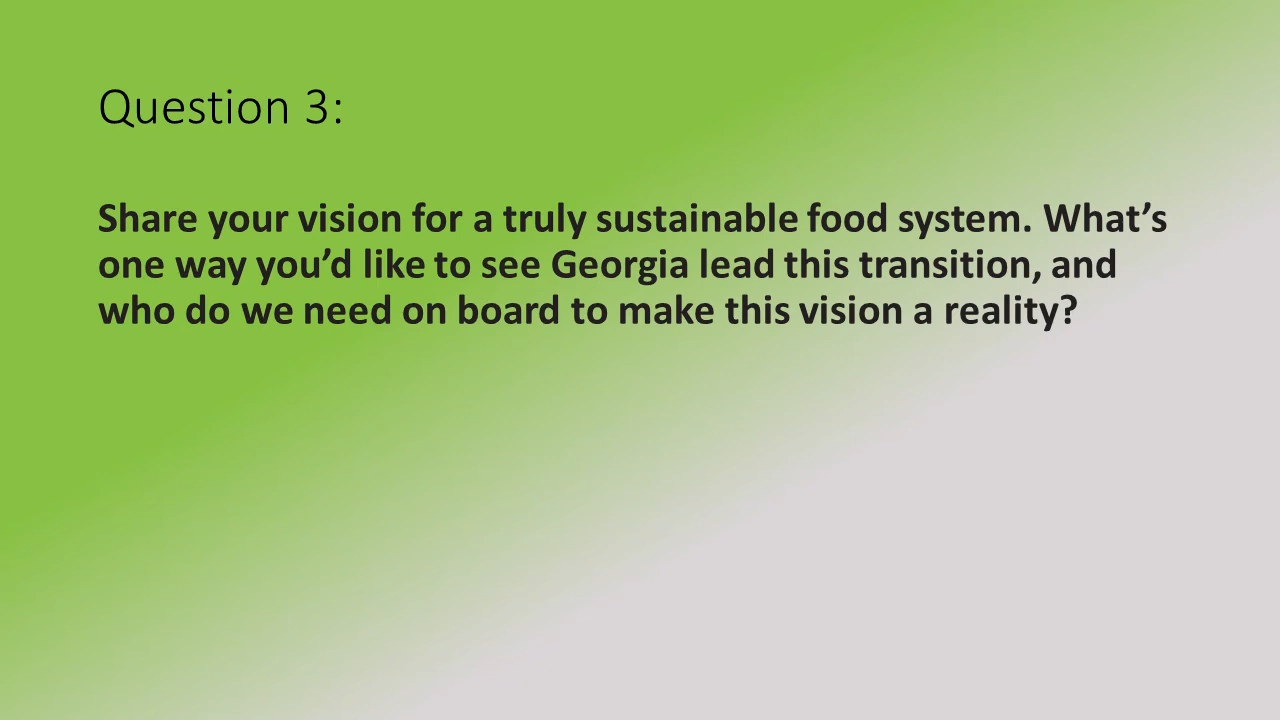 Question 3:
Share your vision for a truly sustainable food system. What’s
one way you’d like to see Georgia lead this transition, and
who do we need on board to make this vision a reality?